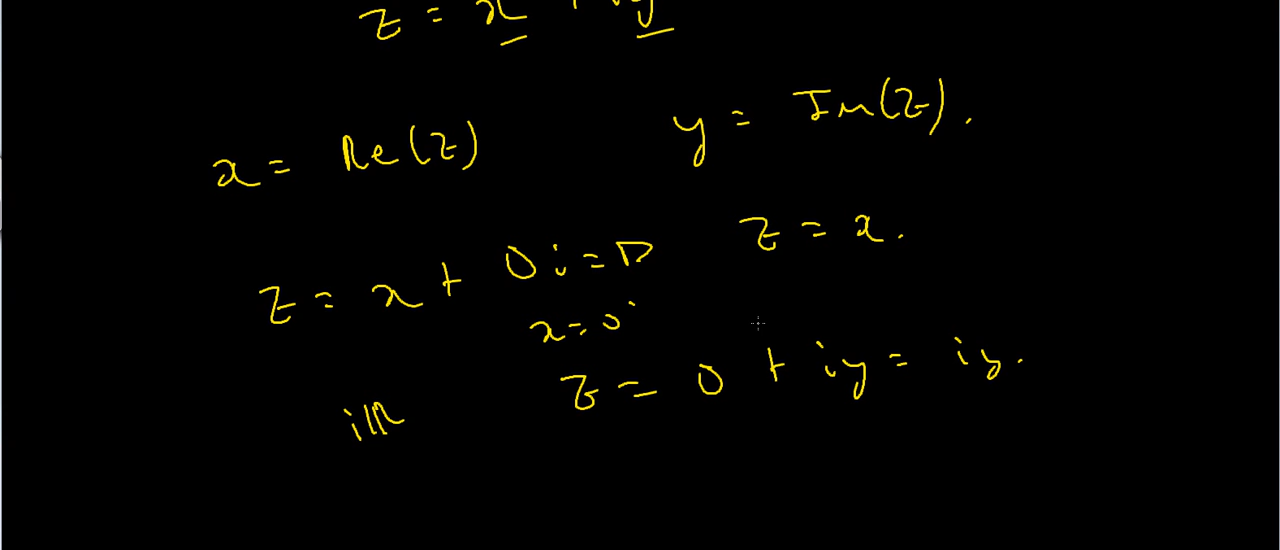 z = x + iy
x = Re(z) y = Im(z).
z = x + 0i => z = x.
x = 0
z = 0 + iy = iy.
iℝ